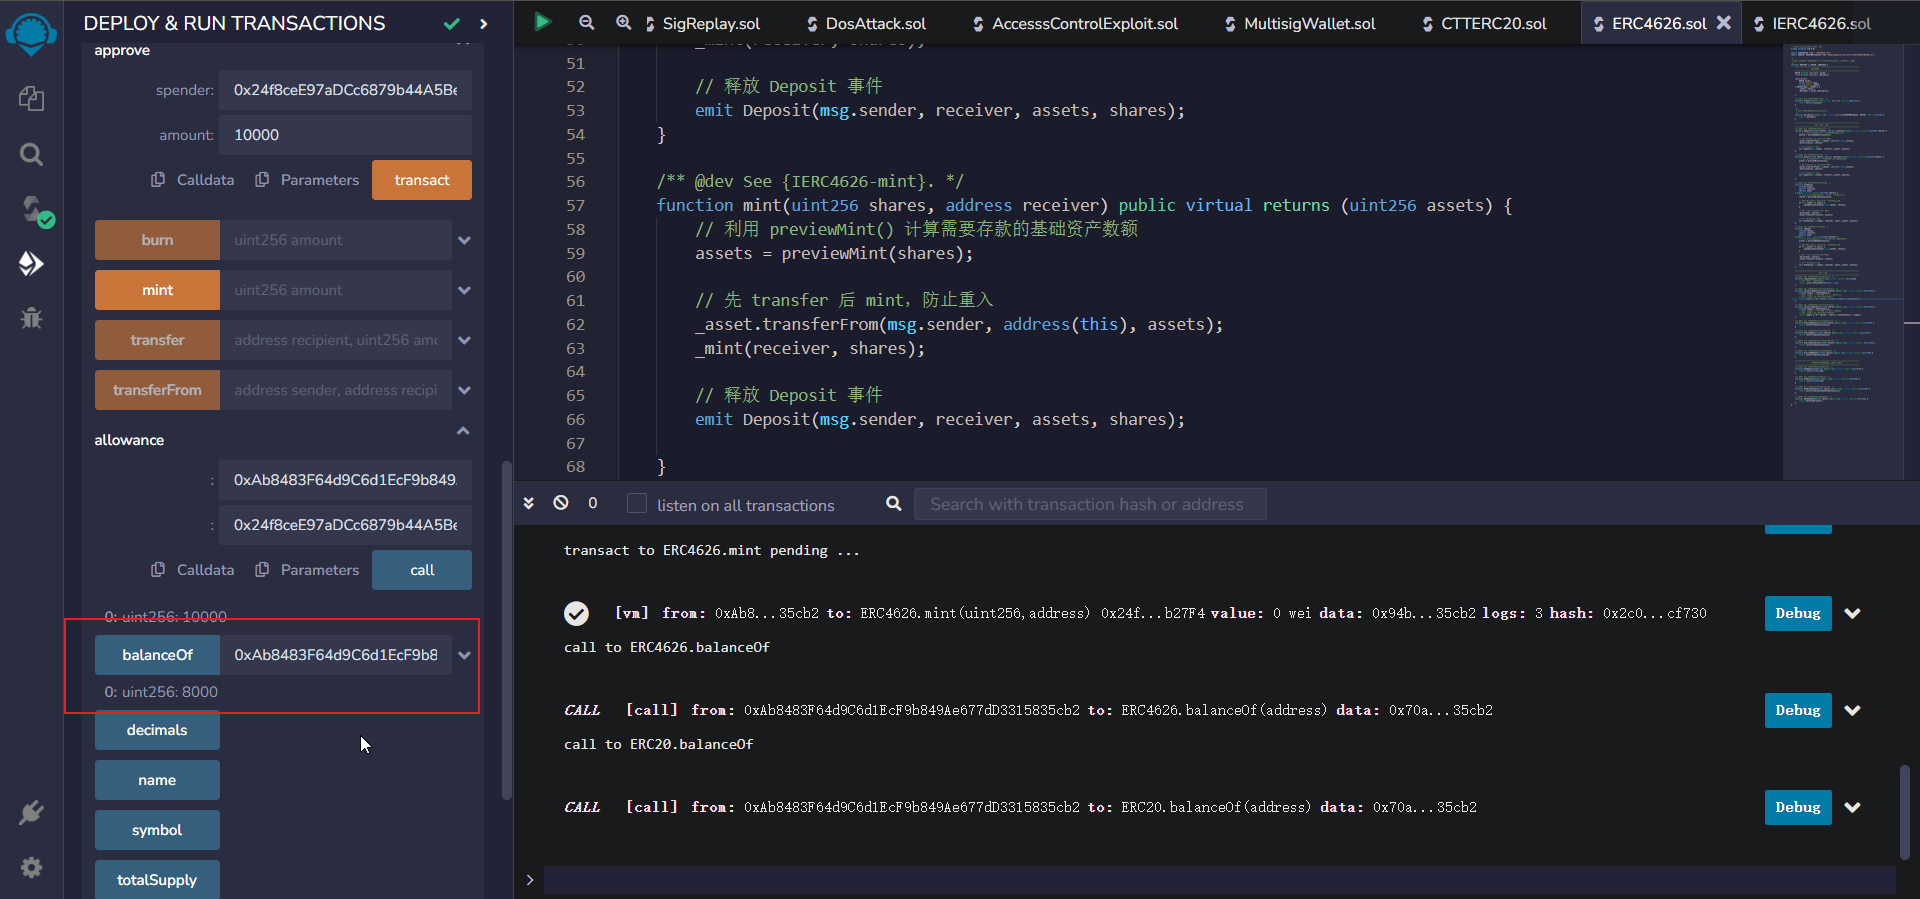 DEPLOY & RUN TRANSACTIONS
approve
spender:
0x24f8ceE97aDCc6879b44A5Be
amount:
10000
Calldata
Parameters
transact
burn
uint256 amount
mint
uint256 amount
transfer
address recipient, uint256 am
transferFrom
address sender, address recipi
allowance
:
0xAb8483F64d9C6d1EcF9b849.
:
0x24f8ceE97aDCc6879b44A5Be
Calldata
Parameters
call
0: uint256: 10000
balanceOf
0xAb8483F64d9C6d1EcF9b8
0: uint256: 8000
decimals
name
symbol
totalSupply
SigReplay.sol
DosAttack.sol
AccesssControlExploit.sol
MultisigWallet.sol
CTTERC20.sol
ERC4626.sol
IERC4626.sol
_mint(receiver, shares);
51
52 // 释放 Deposit 事件
53 emit Deposit(msg.sender, receiver, assets, shares);
54 }
55
56 /** @dev See {IERC4626-mint}. */
57 function mint(uint256 shares, address receiver) public virtual returns (uint256 assets) {
58 // 利用 previewMint() 计算需要存款的基础资产数额
59 assets = previewMint(shares);
60
61 // 先 transfer 后 mint，防止重入
62 _asset.transferFrom(msg.sender, address(this), assets);
63 _mint(receiver, shares);
64
65 // 释放 Deposit 事件
66 emit Deposit(msg.sender, receiver, assets, shares);
67
68 }
0
listen on all transactions
Search with transaction hash or address
transact to ERC4626.mint pending ...
[vm] from: 0xAb8...35cb2 to: ERC4626.mint(uint256,address) 0x24f...b27F4 value: 0 wei data: 0x94b...35cb2 logs: 3 hash: 0x2c0...cf730
Debug
call to ERC4626.balanceOf
CALL [call] from: 0xAb8483F64d9C6d1EcF9b849Ae677dD3315835cb2 to: ERC4626.balanceOf(address) data: 0x70a...35cb2
Debug
call to ERC20.balanceOf
CALL [call] from: 0xAb8483F64d9C6d1EcF9b849Ae677dD3315835cb2 to: ERC20.balanceOf(address) data: 0x70a...35cb2
Debug
>